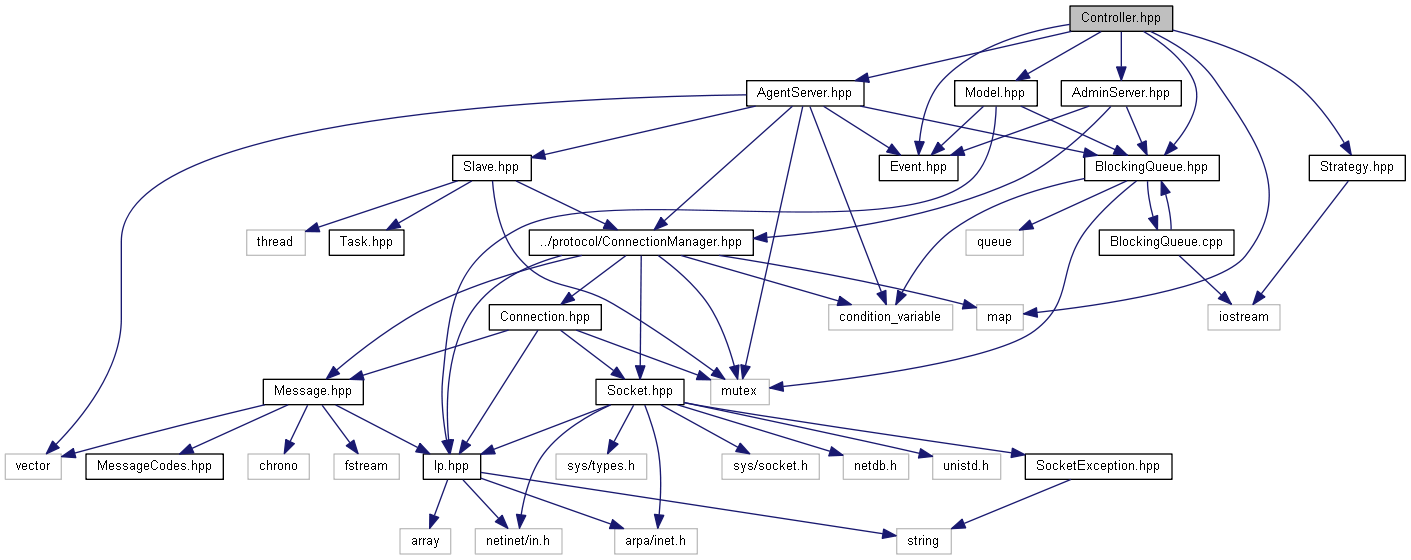 Controller.hpp
AgentServer.hpp
Model.hpp
AdminServer.hpp
Slave.hpp
Event.hpp
BlockingQueue.hpp
Strategy.hpp
thread
Task.hpp
../protocol/ConnectionManager.hpp
queue
BlockingQueue.cpp
Connection.hpp
condition_variable
map
iostream
Message.hpp
Socket.hpp
mutex
vector
MessageCodes.hpp
chrono
fstream
Ip.hpp
sys/types.h
sys/socket.h
netdb.h
unistd.h
SocketException.hpp
array
netinet/in.h
arpa/inet.h
string